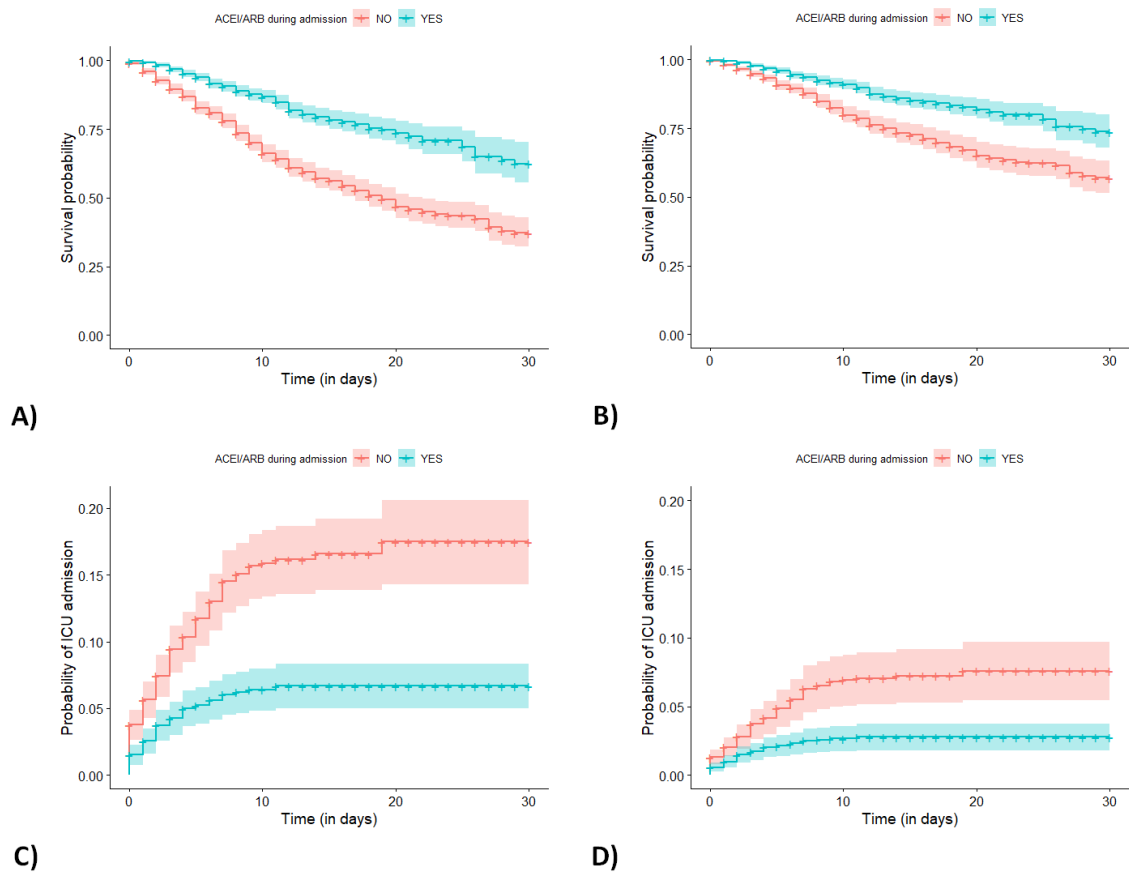 ACEI/ARB during admission NO YES
Survival probability
1.00
0.75
0.50
0.25
0.00
0 10 20 30
Time (in days)
A)
ACEI/ARB during admission NO YES
Survival probability
1.00
0.75
0.50
0.25
0.00
0 10 20 30
Time (in days)
B)
ACEI/ARB during admission NO YES
Probability of ICU admission
0.20
0.15
0.10
0.05
0.00
0 10 20 30
Time (in days)
C)
ACEI/ARB during admission NO YES
Probability of ICU admission
0.20
0.15
0.10
0.05
0.00
0 10 20 30
Time (in days)
D)